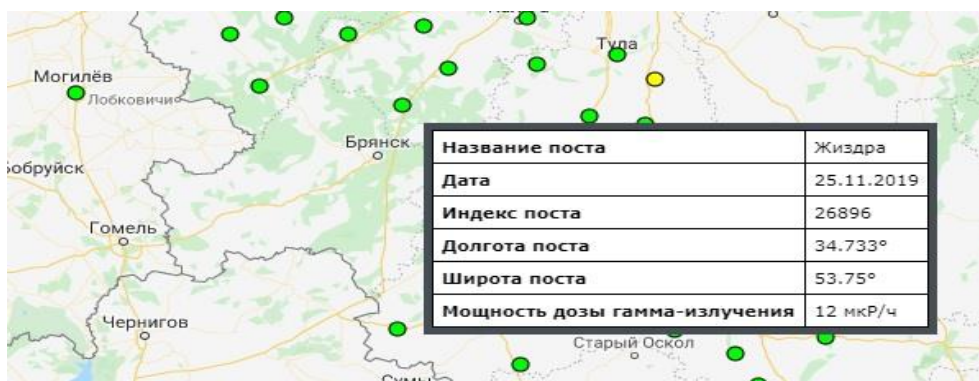 Тула
Могилёв
Лобковичи
Брянск
обруйск
Гомель
Чернигов
Название поста Жиздра
Дата 25.11.2019
Индекс поста 26896
Долгота поста 34.733°
Широта поста 53.75°
Мощность дозы гамма-излучения 12 мкР/ч
Старый Оскол
Сумы